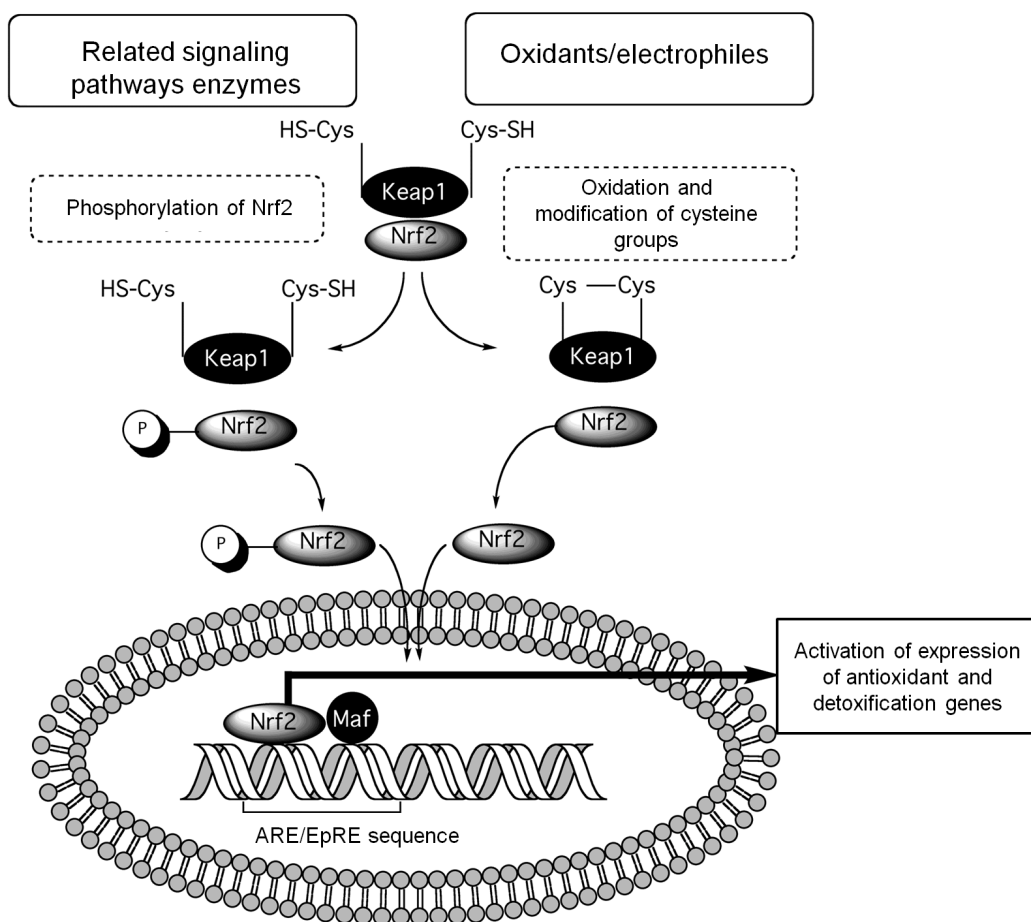 Related signaling
pathways enzymes
Oxidants/electrophiles
HS-Cys
Cys-SH
Keap1
Nrf2
Phosphorylation of Nrf2
Oxidation and
modification of cysteine
groups
HS-Cys
Cys-SH
Keap1
Cys
Cys
Keap1
P
Nrf2
Nrf2
P
Nrf2
Nrf2
Activation of expression
of antioxidant and
detoxification genes
Nrf2
Maf
ARE/EpRE sequence